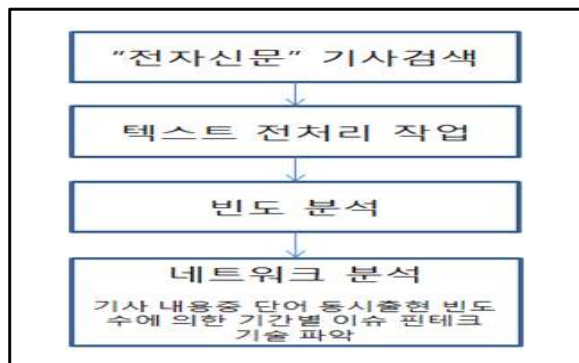 “전자신문” 기사검색
텍스트 전처리 작업
빈도 분석
네트워크 분석
기사 내용중 단어 동시출현 빈도
수에 의한 기간별 이슈 핀테크
기술 파악